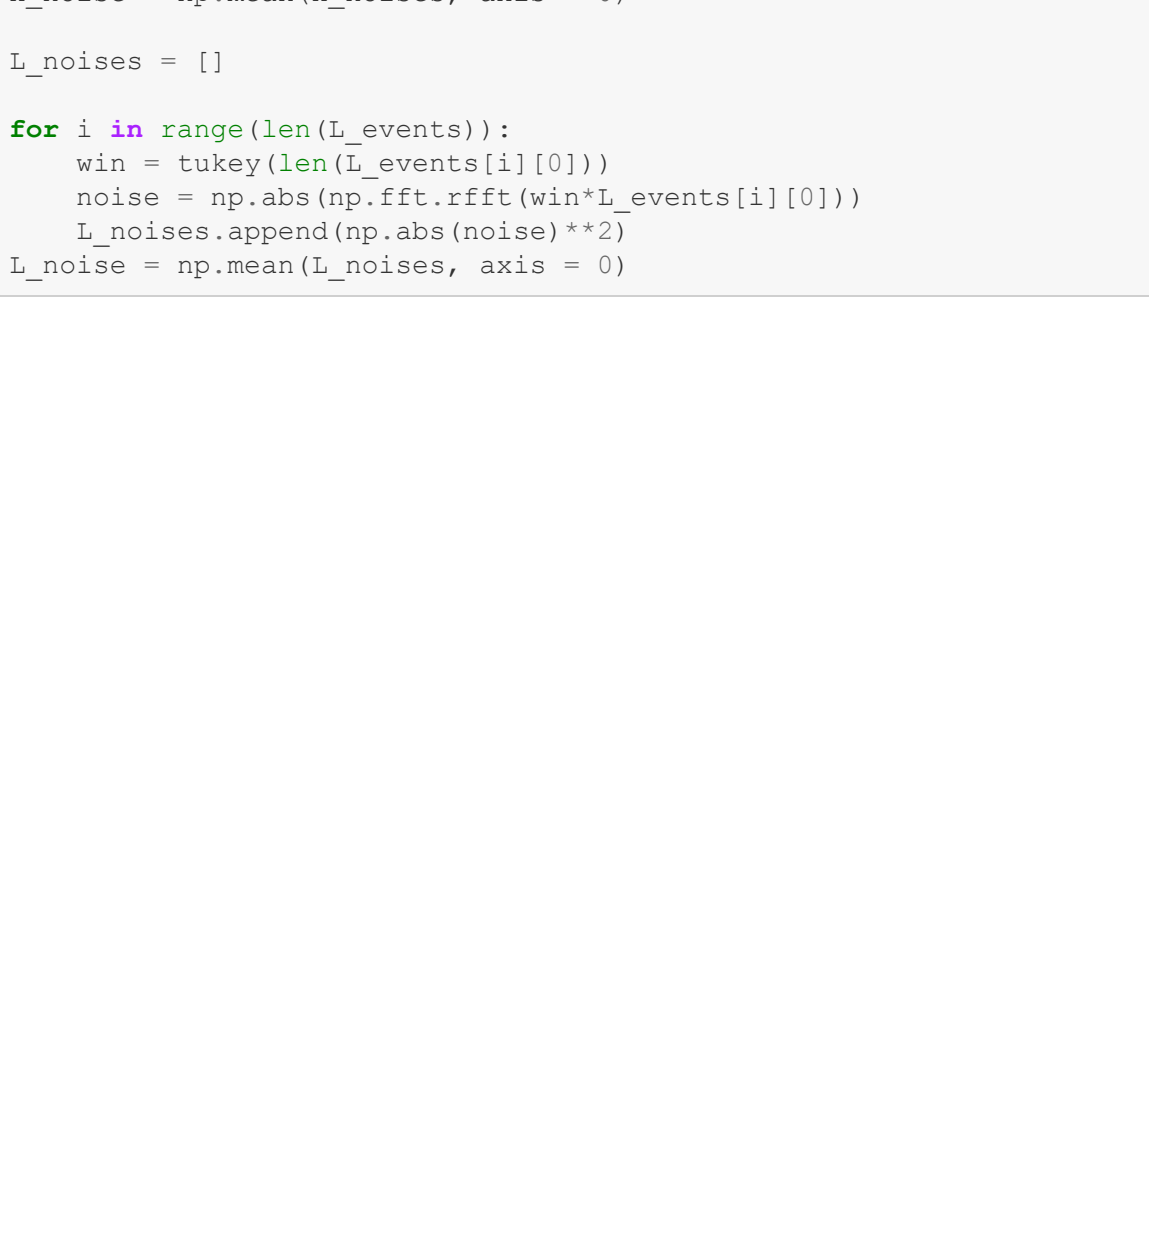 L_noises = []
for i in range(len(L_events)):
    win = tukey(len(L_events[i][0]))
    noise = np.abs(np.fft.rfft(win*L_events[i][0]))
    L_noises.append(np.abs(noise)**2)
L_noise = np.mean(L_noises, axis = 0)